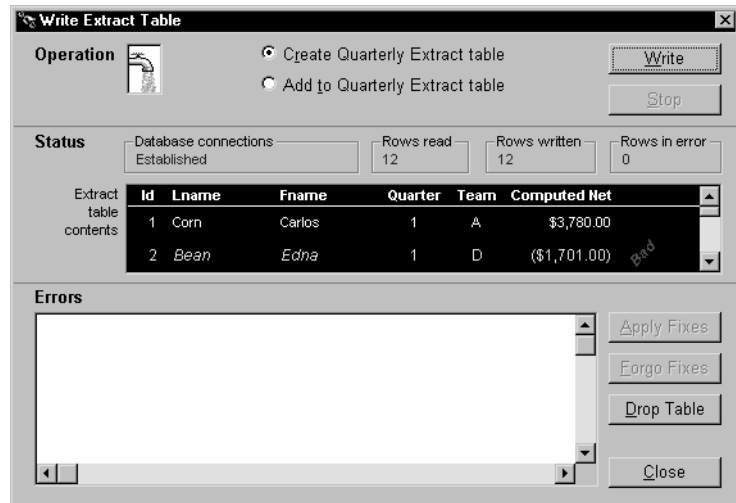 Write Extract Table
Operation
Create Quarterly Extract table
Add to Quarterly Extract table
Write
Stop
Status
Database connections
Established
Rows read
12
Rows written
12
Rows in error
0
Extract
table
contents
Id Lname Fname Quarter Team Computed Net
1 Corn Carlos 1 A $3,780.00
2 Bean Edna 1 D ($1,701.00) Bad
Errors
Apply Fixes
Forgo Fixes
Drop Table
Close